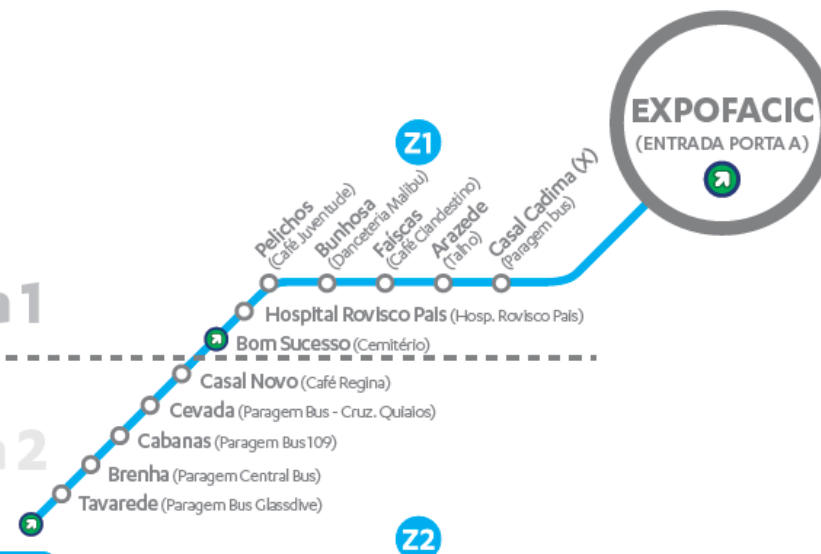 EXPOFACIC
(ENTRADA PORTA A)
Z1
Pelichos
(Café Juventude)
Bunhosa
(Danceteria Malibu)
Faíscas
(Café Clandestino)
Arazede
(Talho)
Casal Cadima (X)
(Paragem bus)
1
Hospital Rovisco Pais (Hosp. Rovisco Pais)
Bom Sucesso (Cemitério)
Casal Novo (Café Regina)
Cevada (Paragem Bus - Cruz. Quiaios)
2
Cabanas (Paragem Bus109)
Brenha (Paragem Central Bus)
Tavarede (Paragem Bus Glassdive)
Z2